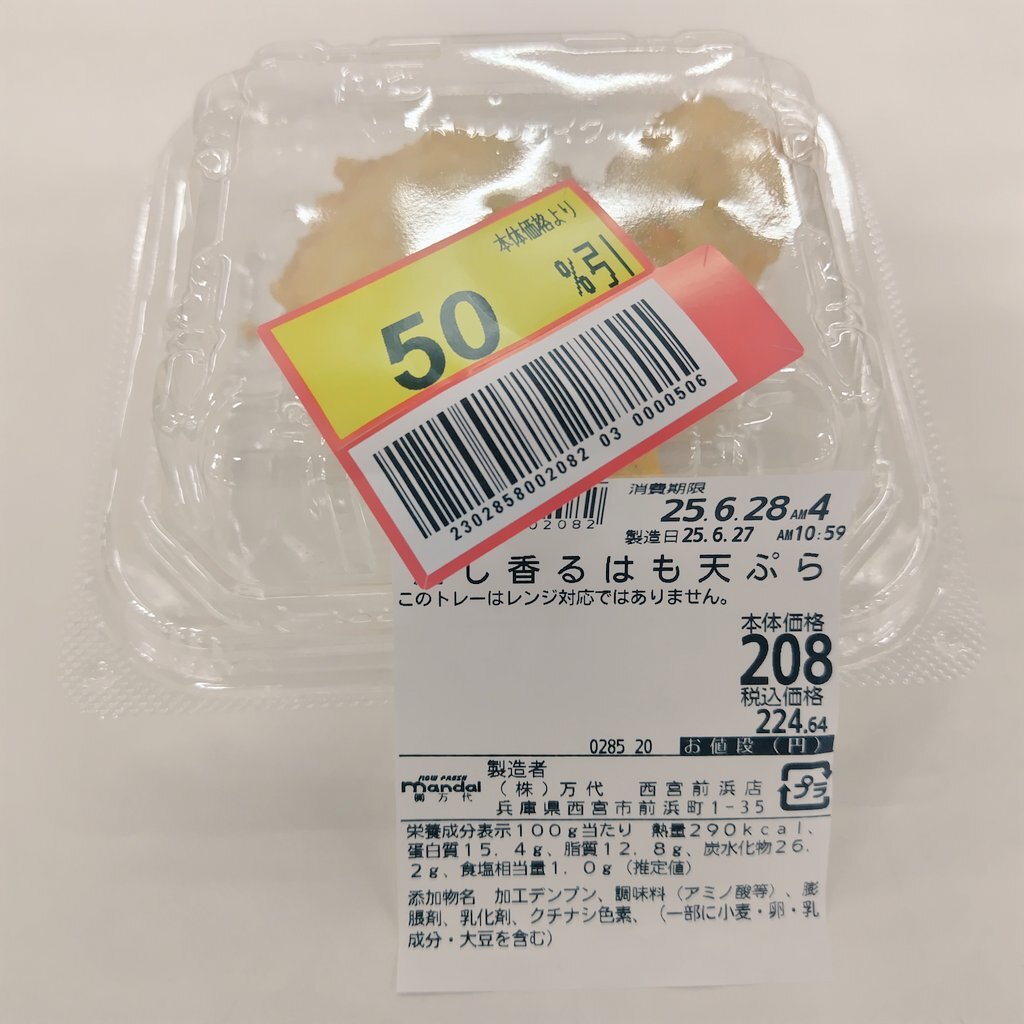 本体価格より
50 %引
2302858002082 03 0000506
02082
消費期限
25.6.28 AM4
製造日25.6.27 AM10:59
し香るはも天ぷら
このトレーはレンジ対応ではありません。
本体価格
208
税込価格
224.64
0285 20 お値段(円)
製造者
now fresh
mandai (株)万代 西宮前浜店
㈱万代
兵庫県西宮市前浜町1-35
プラ
栄養成分表示100g当たり 熱量290kcal、
蛋白質15.4g、脂質12.8g、炭水化物26.
2g、食塩相当量1.0g(推定値)
添加物名 加工デンプン、調味料(アミノ酸等)、膨
脹剤、乳化剤、クチナシ色素、(一部に小麦・卵・乳
成分・大豆を含む)